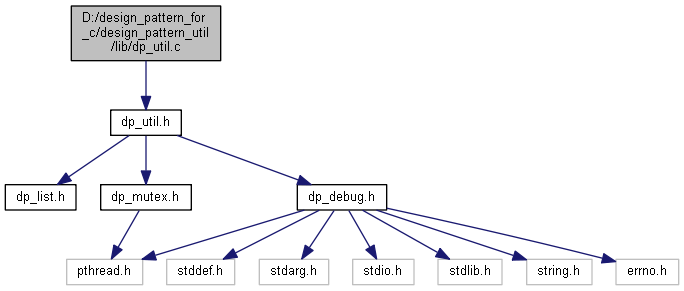 D:/design_pattern_for
_c/design_pattern_util
/lib/dp_util.c
dp_util.h
dp_list.h
dp_mutex.h
dp_debug.h
pthread.h
stddef.h
stdarg.h
stdio.h
stdlib.h
string.h
errno.h